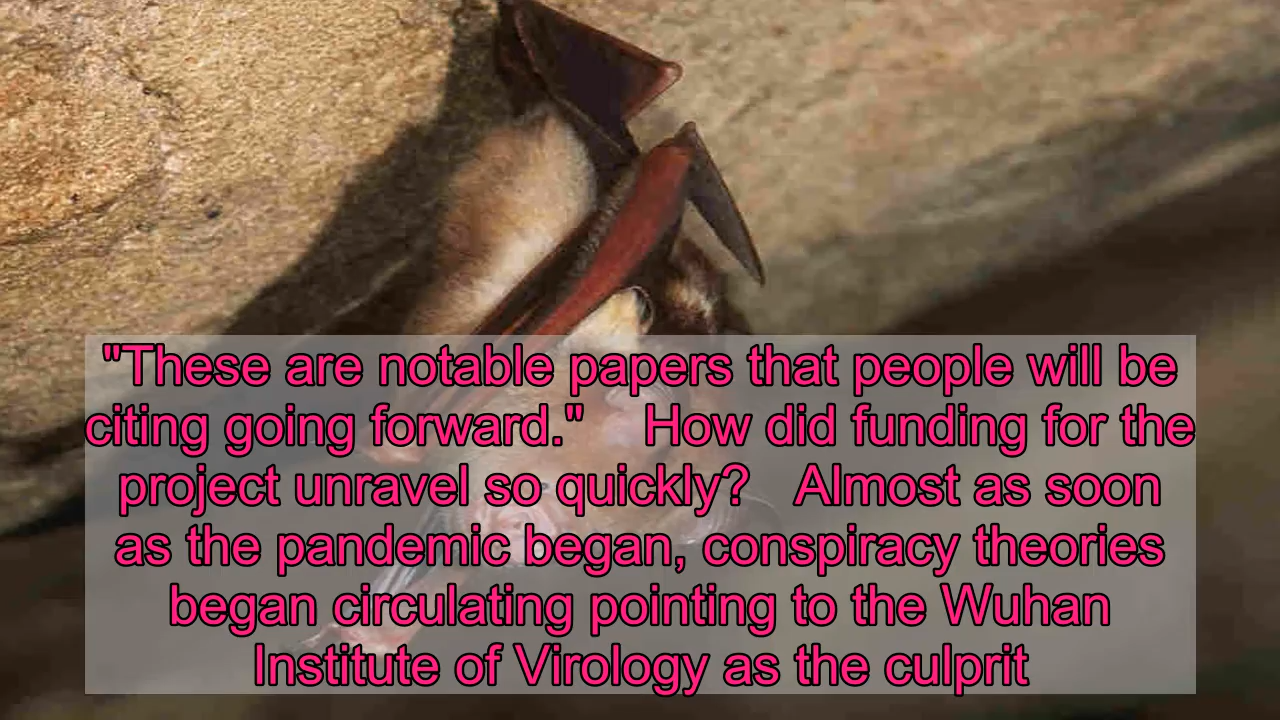 "These are notable papers that people will be
citing going forward."    How did funding for the
project unravel so quickly?   Almost as soon
as the pandemic began, conspiracy theories
began circulating pointing to the Wuhan
Institute of Virology as the culprit